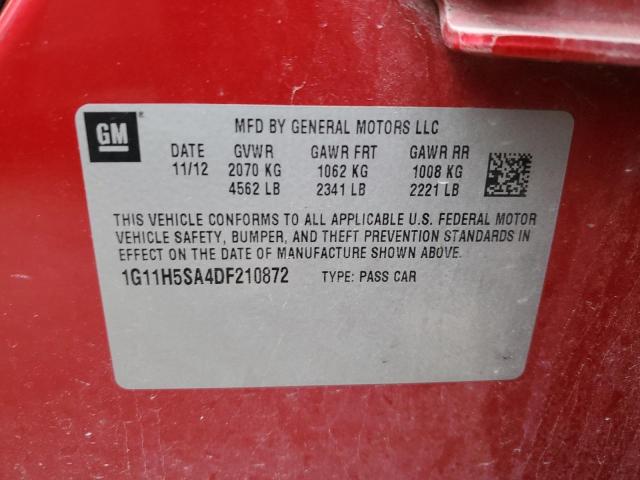 GM ®
MFD BY GENERAL MOTORS LLC
DATE GVWR GAWR FRT GAWR RR
11/12 2070 KG 1062 KG 1008 KG
4562 LB 2341 LB 2221 LB
THIS VEHICLE CONFORMS TO ALL APPLICABLE U.S. FEDERAL MOTOR
VEHICLE SAFETY, BUMPER, AND THEFT PREVENTION STANDARDS IN
EFFECT ON THE DATE OF MANUFACTURE SHOWN ABOVE.
1G11H5SA4DF210872 TYPE: PASS CAR